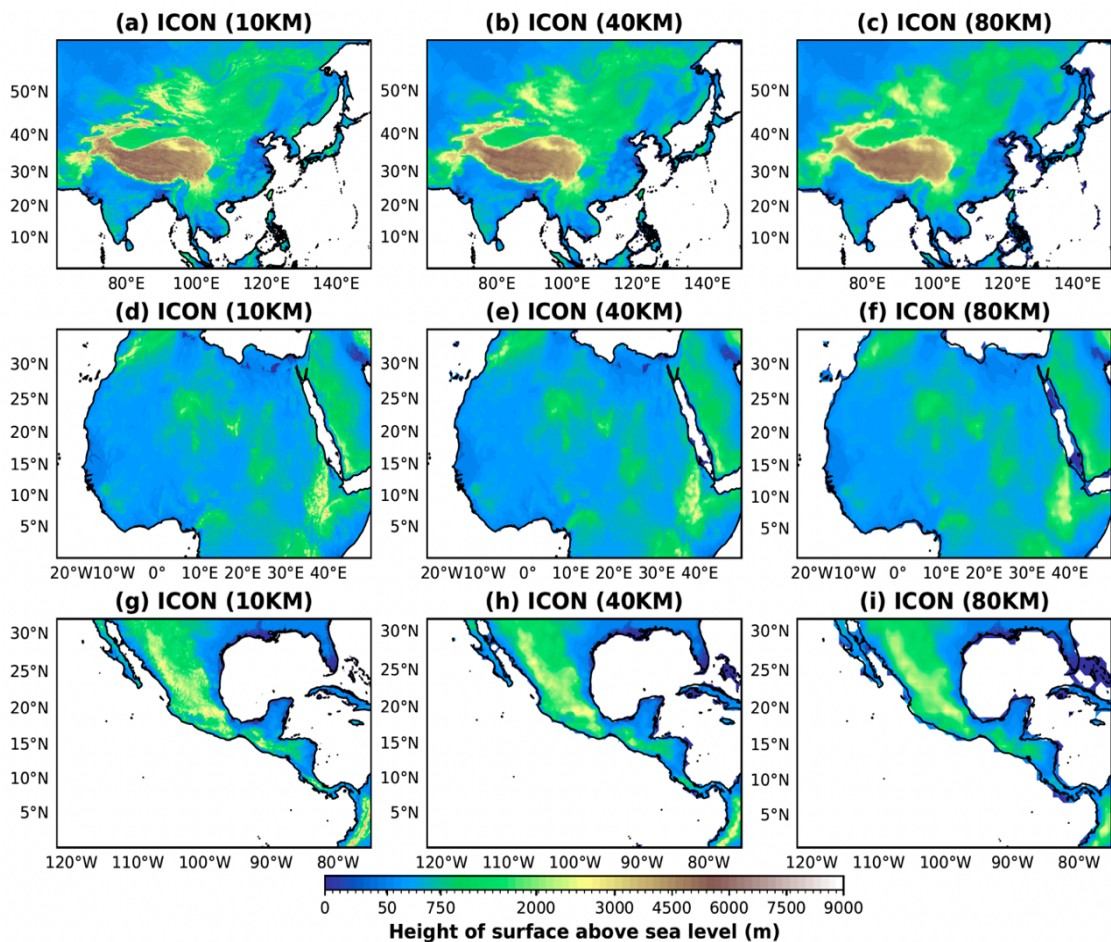 (a) ICON (10KM) (b) ICON (40KM) (c) ICON (80KM)
50°N 50°N 50°N
40°N 40°N 40°N
30°N 30°N 30°N
20°N 20°N 20°N
10°N 10°N 10°N
80°E 100°E 120°E 140°E 80°E 100°E 120°E 140°E 80°E 100°E 120°E 140°E
(d) ICON (10KM) (e) ICON (40KM) (f) ICON (80KM)
30°N 30°N 30°N
25°N 25°N 25°N
20°N 20°N 20°N
15°N 15°N 15°N
10°N 10°N 10°N
5°N 5°N 5°N
20°W10°W 0° 10°E 20°E 30°E 40°E 20°W10°W 0° 10°E 20°E 30°E 40°E 20°W10°W 0° 10°E 20°E 30°E 40°E
(g) ICON (10KM) (h) ICON (40KM) (i) ICON (80KM)
30°N 30°N 30°N
25°N 25°N 25°N
20°N 20°N 20°N
15°N 15°N 15°N
10°N 10°N 10°N
5°N 5°N 5°N
120°W 110°W 100°W 90°W 80°W 120°W 110°W 100°W 90°W 80°W 120°W 110°W 100°W 90°W 80°W
0 50 750 2000 3000 4500 6000 7500 9000
Height of surface above sea level (m)